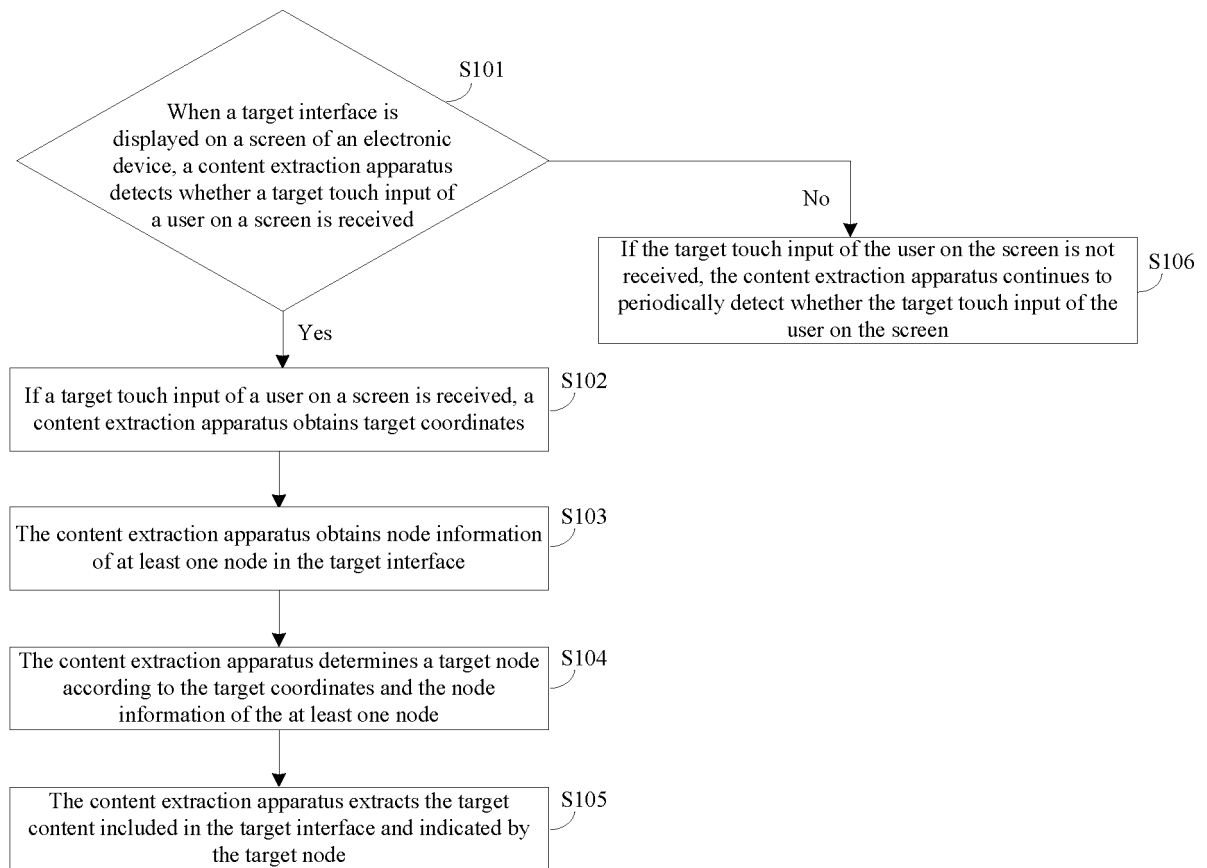 S101
When a target interface is
displayed on a screen of an electronic
device, a content extraction apparatus
detects whether a target touch input of
a user on a screen is received
No
If the target touch input of the user on the screen is not
received, the content extraction apparatus continues to
periodically detect whether the target touch input of the
user on the screen
S106
Yes
S102
If a target touch input of a user on a screen is received, a
content extraction apparatus obtains target coordinates
S103
The content extraction apparatus obtains node information
of at least one node in the target interface
S104
The content extraction apparatus determines a target node
according to the target coordinates and the node
information of the at least one node
S105
The content extraction apparatus extracts the target
content included in the target interface and indicated by
the target node